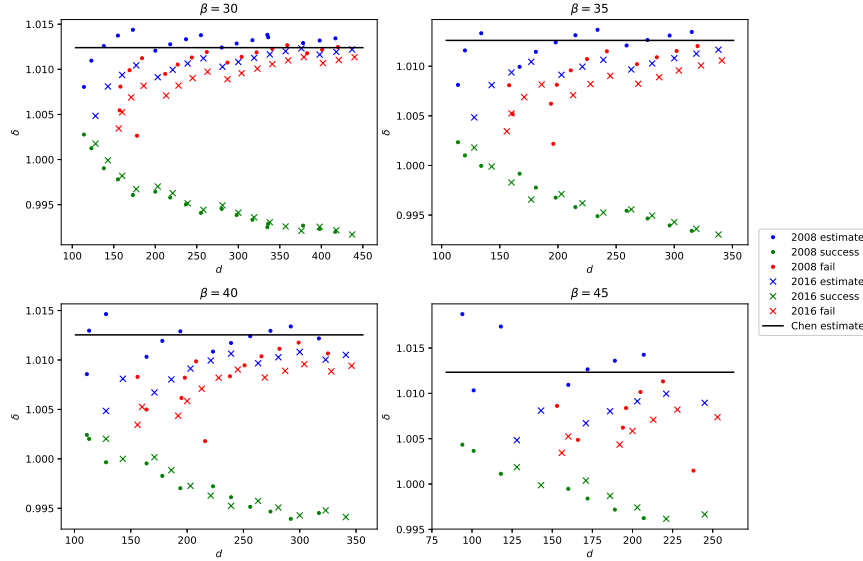 β = 30
1.015
1.010
1.005
1.000
0.995
δ
100 150 200 250 300 350 400 450
d
β = 35
1.010
1.005
1.000
0.995
δ
100 150 200 250 300 350
d
2008 estimate
2008 success
2008 fail
2016 estimate
2016 success
2016 fail
Chen estimate
β = 40
1.015
1.010
1.005
1.000
0.995
δ
100 150 200 250 300 350
d
β = 45
1.015
1.010
1.005
1.000
0.995
δ
75 100 125 150 175 200 225 250
d